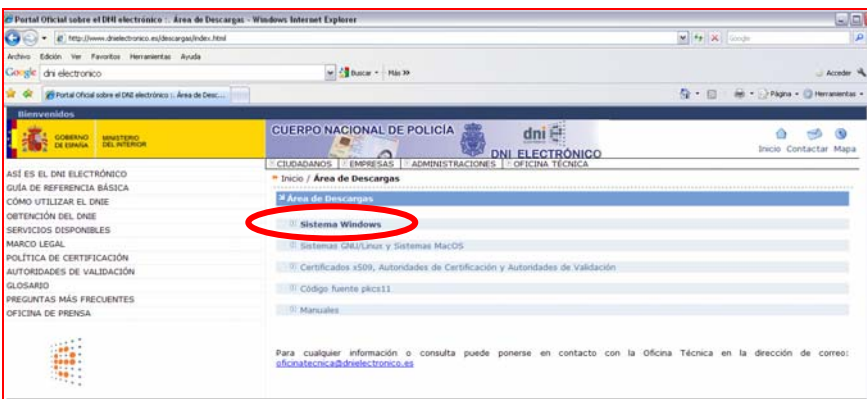 Portal Oficial sobre el DNI electrónico :. Área de Descargas - Windows Internet Explorer
http://www.dnielectronico.es/descargas/index.html
Google
Archivo Edición Ver Favoritos Herramientas Ayuda
Google dni electronico Buscar Más >> Acceder
Portal Oficial sobre el DNI electrónico :. Área de Desc... Página Herramientas
Bienvenidos
GOBIERNO DE ESPAÑA
MINISTERIO DEL INTERIOR
CUERPO NACIONAL DE POLICÍA
dni e
DNI ELECTRÓNICO
Inicio Contactar Mapa
CIUDADANOS EMPRESAS ADMINISTRACIONES OFICINA TÉCNICA
Inicio / Área de Descargas
ASÍ ES EL DNI ELECTRÓNICO
GUÍA DE REFERENCIA BÁSICA
CÓMO UTILIZAR EL DNIE
OBTENCIÓN DEL DNIE
SERVICIOS DISPONIBLES
MARCO LEGAL
POLÍTICA DE CERTIFICACIÓN
AUTORIDADES DE VALIDACIÓN
GLOSARIO
PREGUNTAS MÁS FRECUENTES
OFICINA DE PRENSA
Área de Descargas
Sistema Windows
Sistemas GNU/Linux y Sistemas MacOS
Certificados x509, Autoridades de Certificación y Autoridades de Validación
Código fuente pkcs11
Manuales
Para cualquier información o consulta puede ponerse en contacto con la Oficina Técnica en la dirección de correo:
oficinatecnica@dnielectronico.es